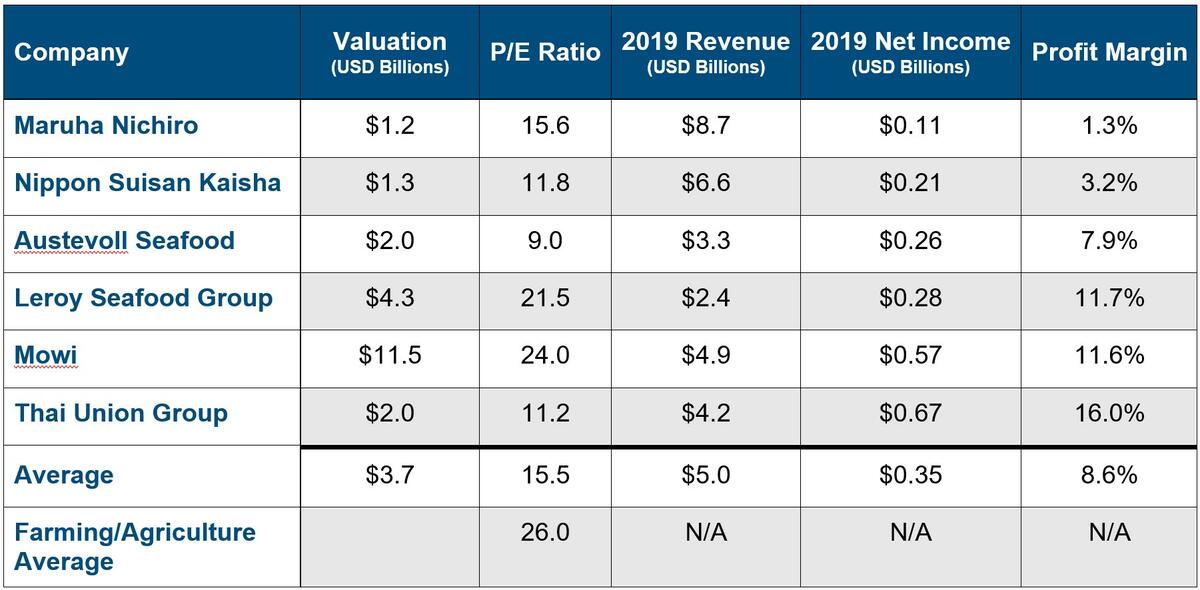 Company Valuation (USD Billions) P/E Ratio 2019 Revenue (USD Billions) 2019 Net Income (USD Billions) Profit Margin
Maruha Nichiro $1.2 15.6 $8.7 $0.11 1.3%
Nippon Suisan Kaisha $1.3 11.8 $6.6 $0.21 3.2%
Austevoll Seafood $2.0 9.0 $3.3 $0.26 7.9%
Leroy Seafood Group $4.3 21.5 $2.4 $0.28 11.7%
Mowi $11.5 24.0 $4.9 $0.57 11.6%
Thai Union Group $2.0 11.2 $4.2 $0.67 16.0%
Average $3.7 15.5 $5.0 $0.35 8.6%
Farming/Agriculture Average 26.0 N/A N/A N/A